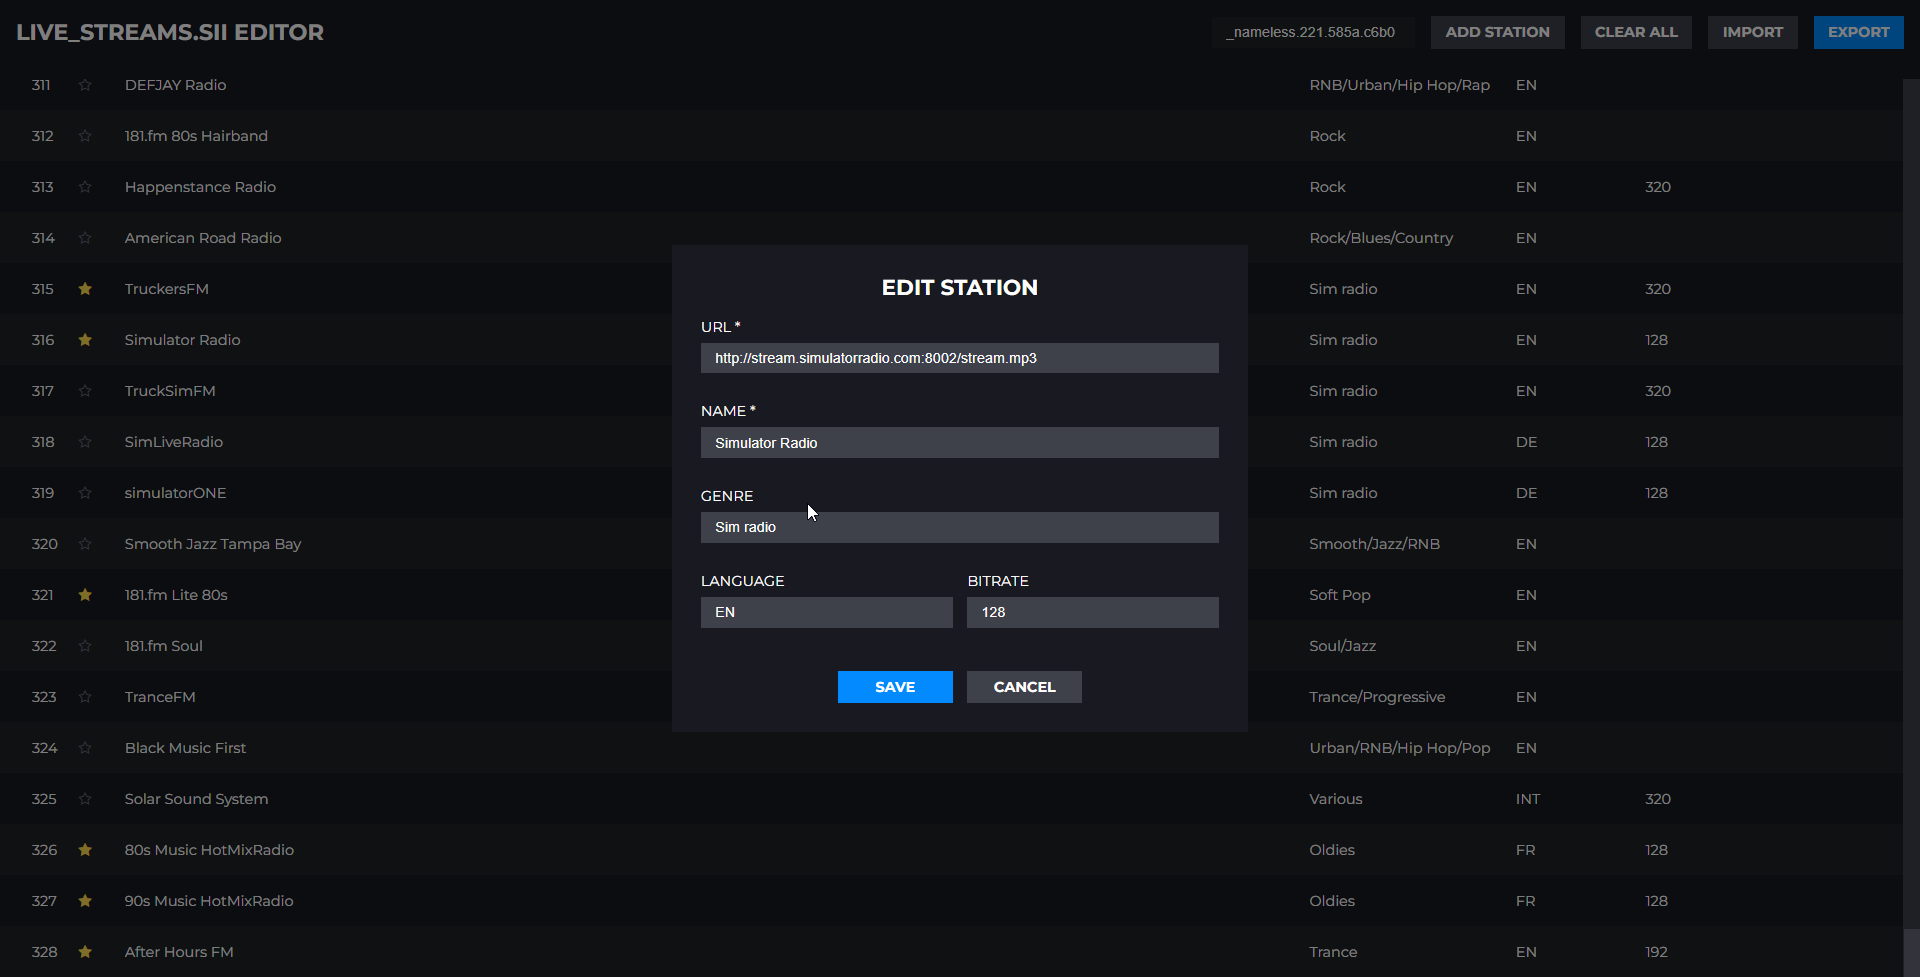 LIVE_STREAMS.SII EDITOR
_nameless.221.585a.c6b0 ADD STATION CLEAR ALL IMPORT EXPORT
311 DEFJAY Radio RNB/Urban/Hip Hop/Rap EN
312 181.fm 80s Hairband Rock EN
313 Happenstance Radio Rock EN 320
314 American Road Radio Rock/Blues/Country EN
315 TruckersFM Sim radio EN 320
316 Simulator Radio Sim radio EN 128
317 TruckSimFM Sim radio EN 320
318 SimLiveRadio Sim radio DE 128
319 simulatorONE Sim radio DE 128
320 Smooth Jazz Tampa Bay Smooth/Jazz/RNB EN
321 181.fm Lite 80s Soft Pop EN
322 181.fm Soul Soul/Jazz EN
323 TranceFM Trance/Progressive EN
324 Black Music First Urban/RNB/Hip Hop/Pop EN
325 Solar Sound System Various INT 320
326 80s Music HotMixRadio Oldies FR 128
327 90s Music HotMixRadio Oldies FR 128
328 After Hours FM Trance EN 192
EDIT STATION
URL *
http://stream.simulatorradio.com:8002/stream.mp3
NAME *
Simulator Radio
GENRE
Sim radio
LANGUAGE BITRATE
EN 128
SAVE CANCEL